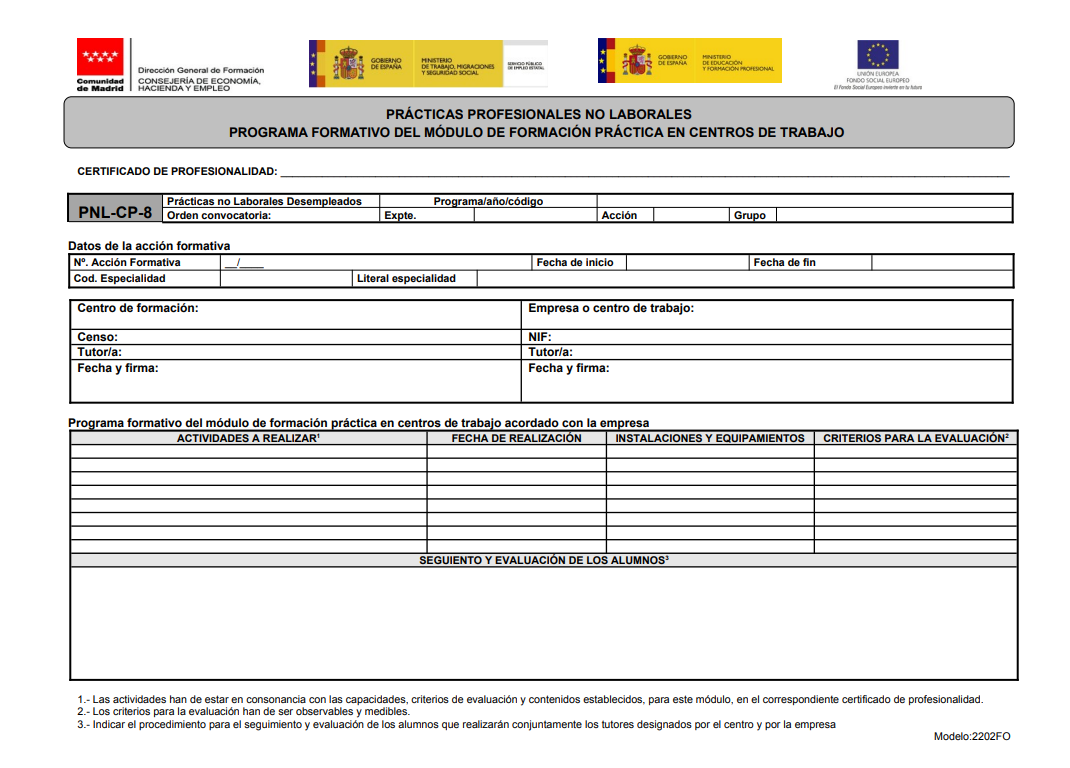 Comunidad
de Madrid
Dirección General de Formación
CONSEJERÍA DE ECONOMÍA,
HACIENDA Y EMPLEO
GOBIERNO
DE ESPAÑA
MINISTERIO
DE TRABAJO, MIGRACIONES
Y SEGURIDAD SOCIAL
SERVICIO PÚBLICO
DE EMPLEO ESTATAL
GOBIERNO
DE ESPAÑA
MINISTERIO
DE EDUCACIÓN
Y FORMACIÓN PROFESIONAL
UNIÓN EUROPEA
FONDO SOCIAL EUROPEO
El Fondo Social Europeo invierte en tu futuro
PRÁCTICAS PROFESIONALES NO LABORALES
PROGRAMA FORMATIVO DEL MÓDULO DE FORMACIÓN PRÁCTICA EN CENTROS DE TRABAJO
CERTIFICADO DE PROFESIONALIDAD:
PNL-CP-8
Prácticas no Laborales Desempleados Programa/año/código
Orden convocatoria: Expte. Acción Grupo
Datos de la acción formativa
Nº. Acción Formativa __/____ Fecha de inicio Fecha de fin
Cod. Especialidad Literal especialidad
Centro de formación: Empresa o centro de trabajo:
Censo: NIF:
Tutor/a: Tutor/a:
Fecha y firma: Fecha y firma:
Programa formativo del módulo de formación práctica en centros de trabajo acordado con la empresa
ACTIVIDADES A REALIZAR¹ FECHA DE REALIZACIÓN INSTALACIONES Y EQUIPAMIENTOS CRITERIOS PARA LA EVALUACIÓN²
SEGUIENTO Y EVALUACIÓN DE LOS ALUMNOS³
1.- Las actividades han de estar en consonancia con las capacidades, criterios de evaluación y contenidos establecidos, para este módulo, en el correspondiente certificado de profesionalidad.
2.- Los criterios para la evaluación han de ser observables y medibles.
3.- Indicar el procedimiento para el seguimiento y evaluación de los alumnos que realizarán conjuntamente los tutores designados por el centro y por la empresa
Modelo:2202FO